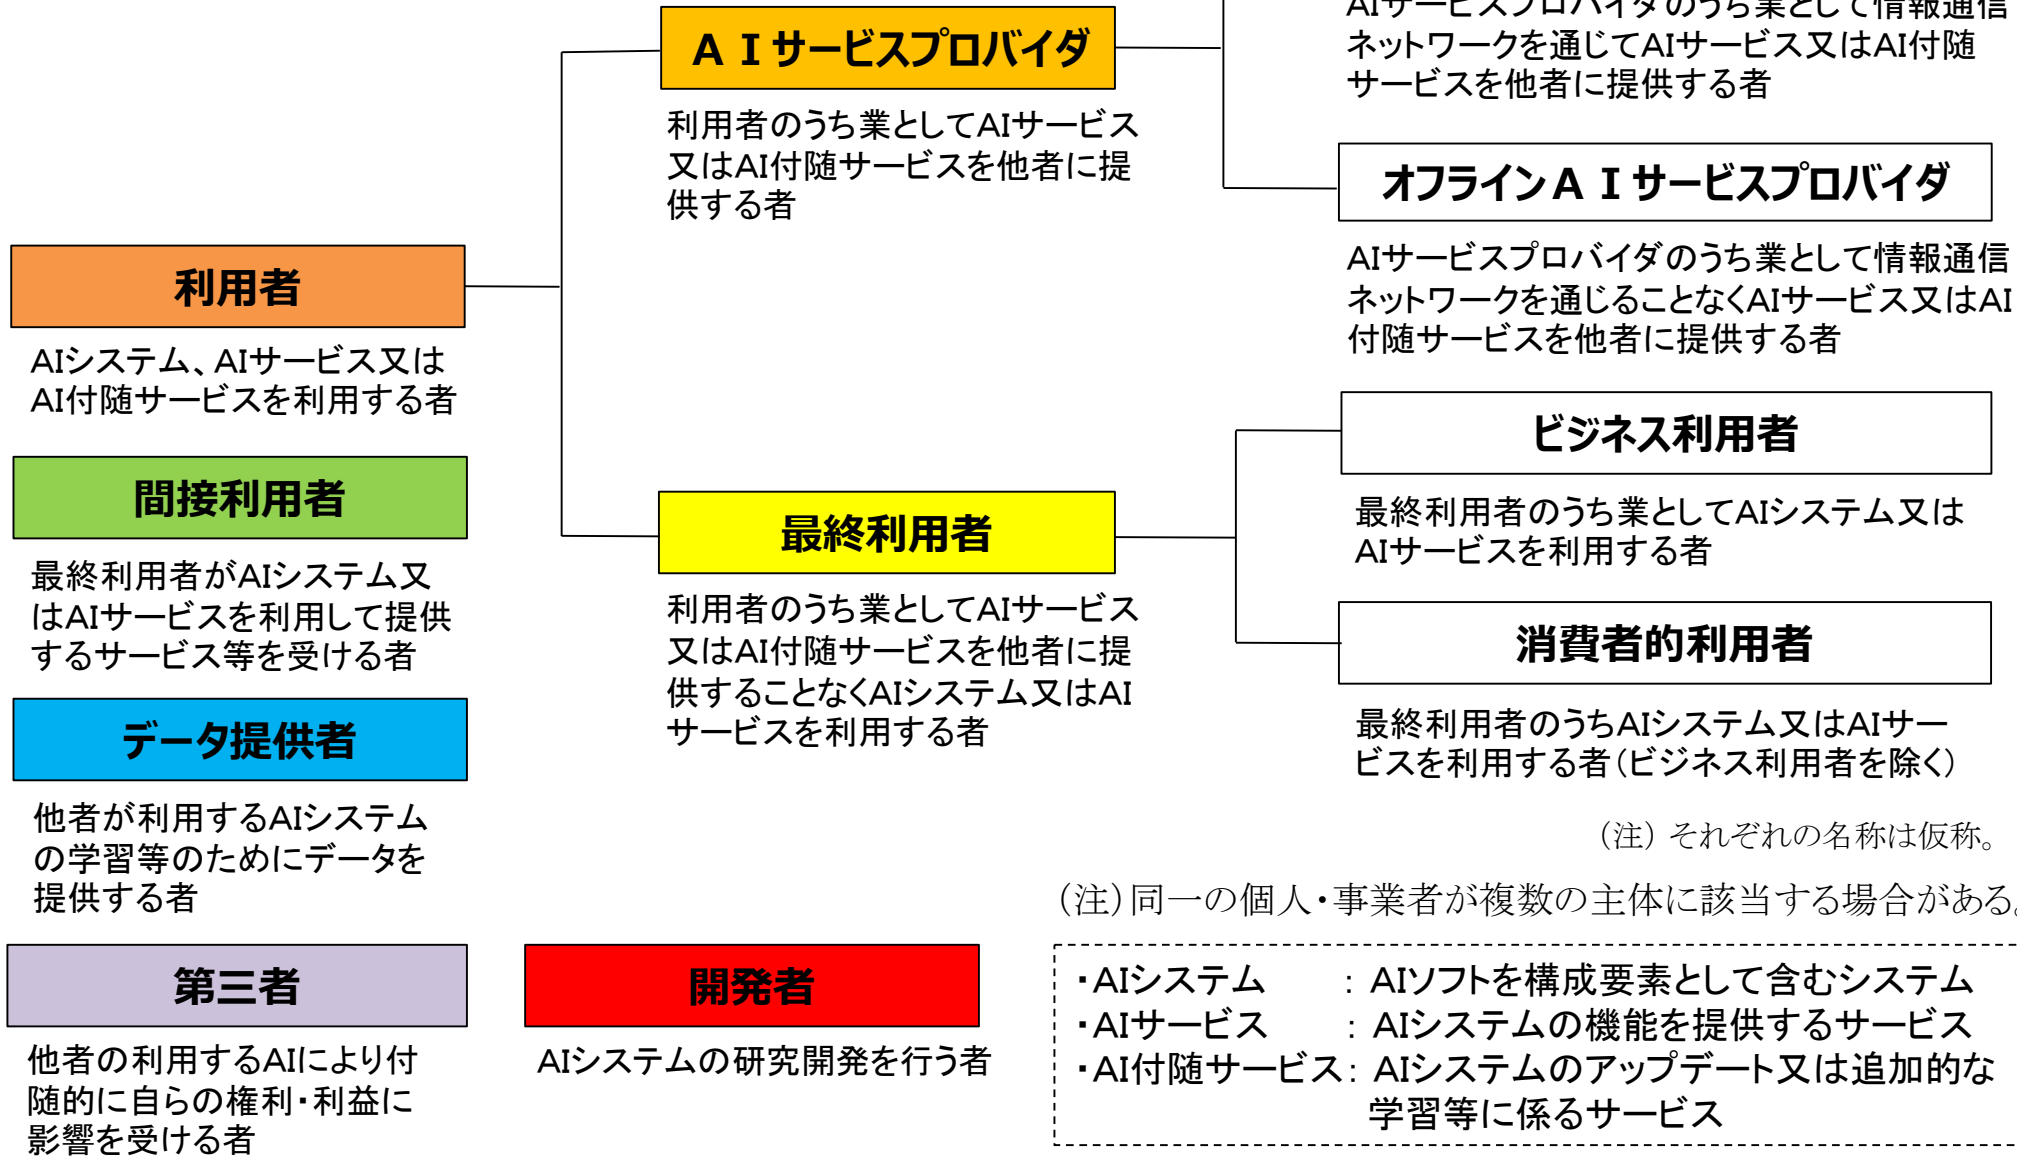 AIサービスプロバイダのうち業として情報通信
ネットワークを通じてAIサービス又はAI付随
サービスを他者に提供する者
ＡＩサービスプロバイダ
利用者のうち業としてAIサービス
又はAI付随サービスを他者に提
供する者
オフラインＡＩサービスプロバイダ
AIサービスプロバイダのうち業として情報通信
ネットワークを通じることなくAIサービス又はAI
付随サービスを他者に提供する者
利用者
AIシステム、AIサービス又は
AI付随サービスを利用する者
ビジネス利用者
最終利用者のうち業としてAIシステム又は
AIサービスを利用する者
間接利用者
最終利用者がAIシステム又
はAIサービスを利用して提供
するサービス等を受ける者
最終利用者
利用者のうち業としてAIサービス
又はAI付随サービスを他者に提
供することなくAIシステム又はAI
サービスを利用する者
消費者的利用者
最終利用者のうちAIシステム又はAIサー
ビスを利用する者（ビジネス利用者を除く）
データ提供者
他者が利用するAIシステム
の学習等のためにデータを
提供する者
（注） それぞれの名称は仮称。
（注）同一の個人・事業者が複数の主体に該当する場合がある。
第三者
他者の利用するAIにより付
随的に自らの権利・利益に
影響を受ける者
開発者
AIシステムの研究開発を行う者
・AIシステム ： AIソフトを構成要素として含むシステム
・AIサービス ： AIシステムの機能を提供するサービス
・AI付随サービス： AIシステムのアップデート又は追加的な
学習等に係るサービス